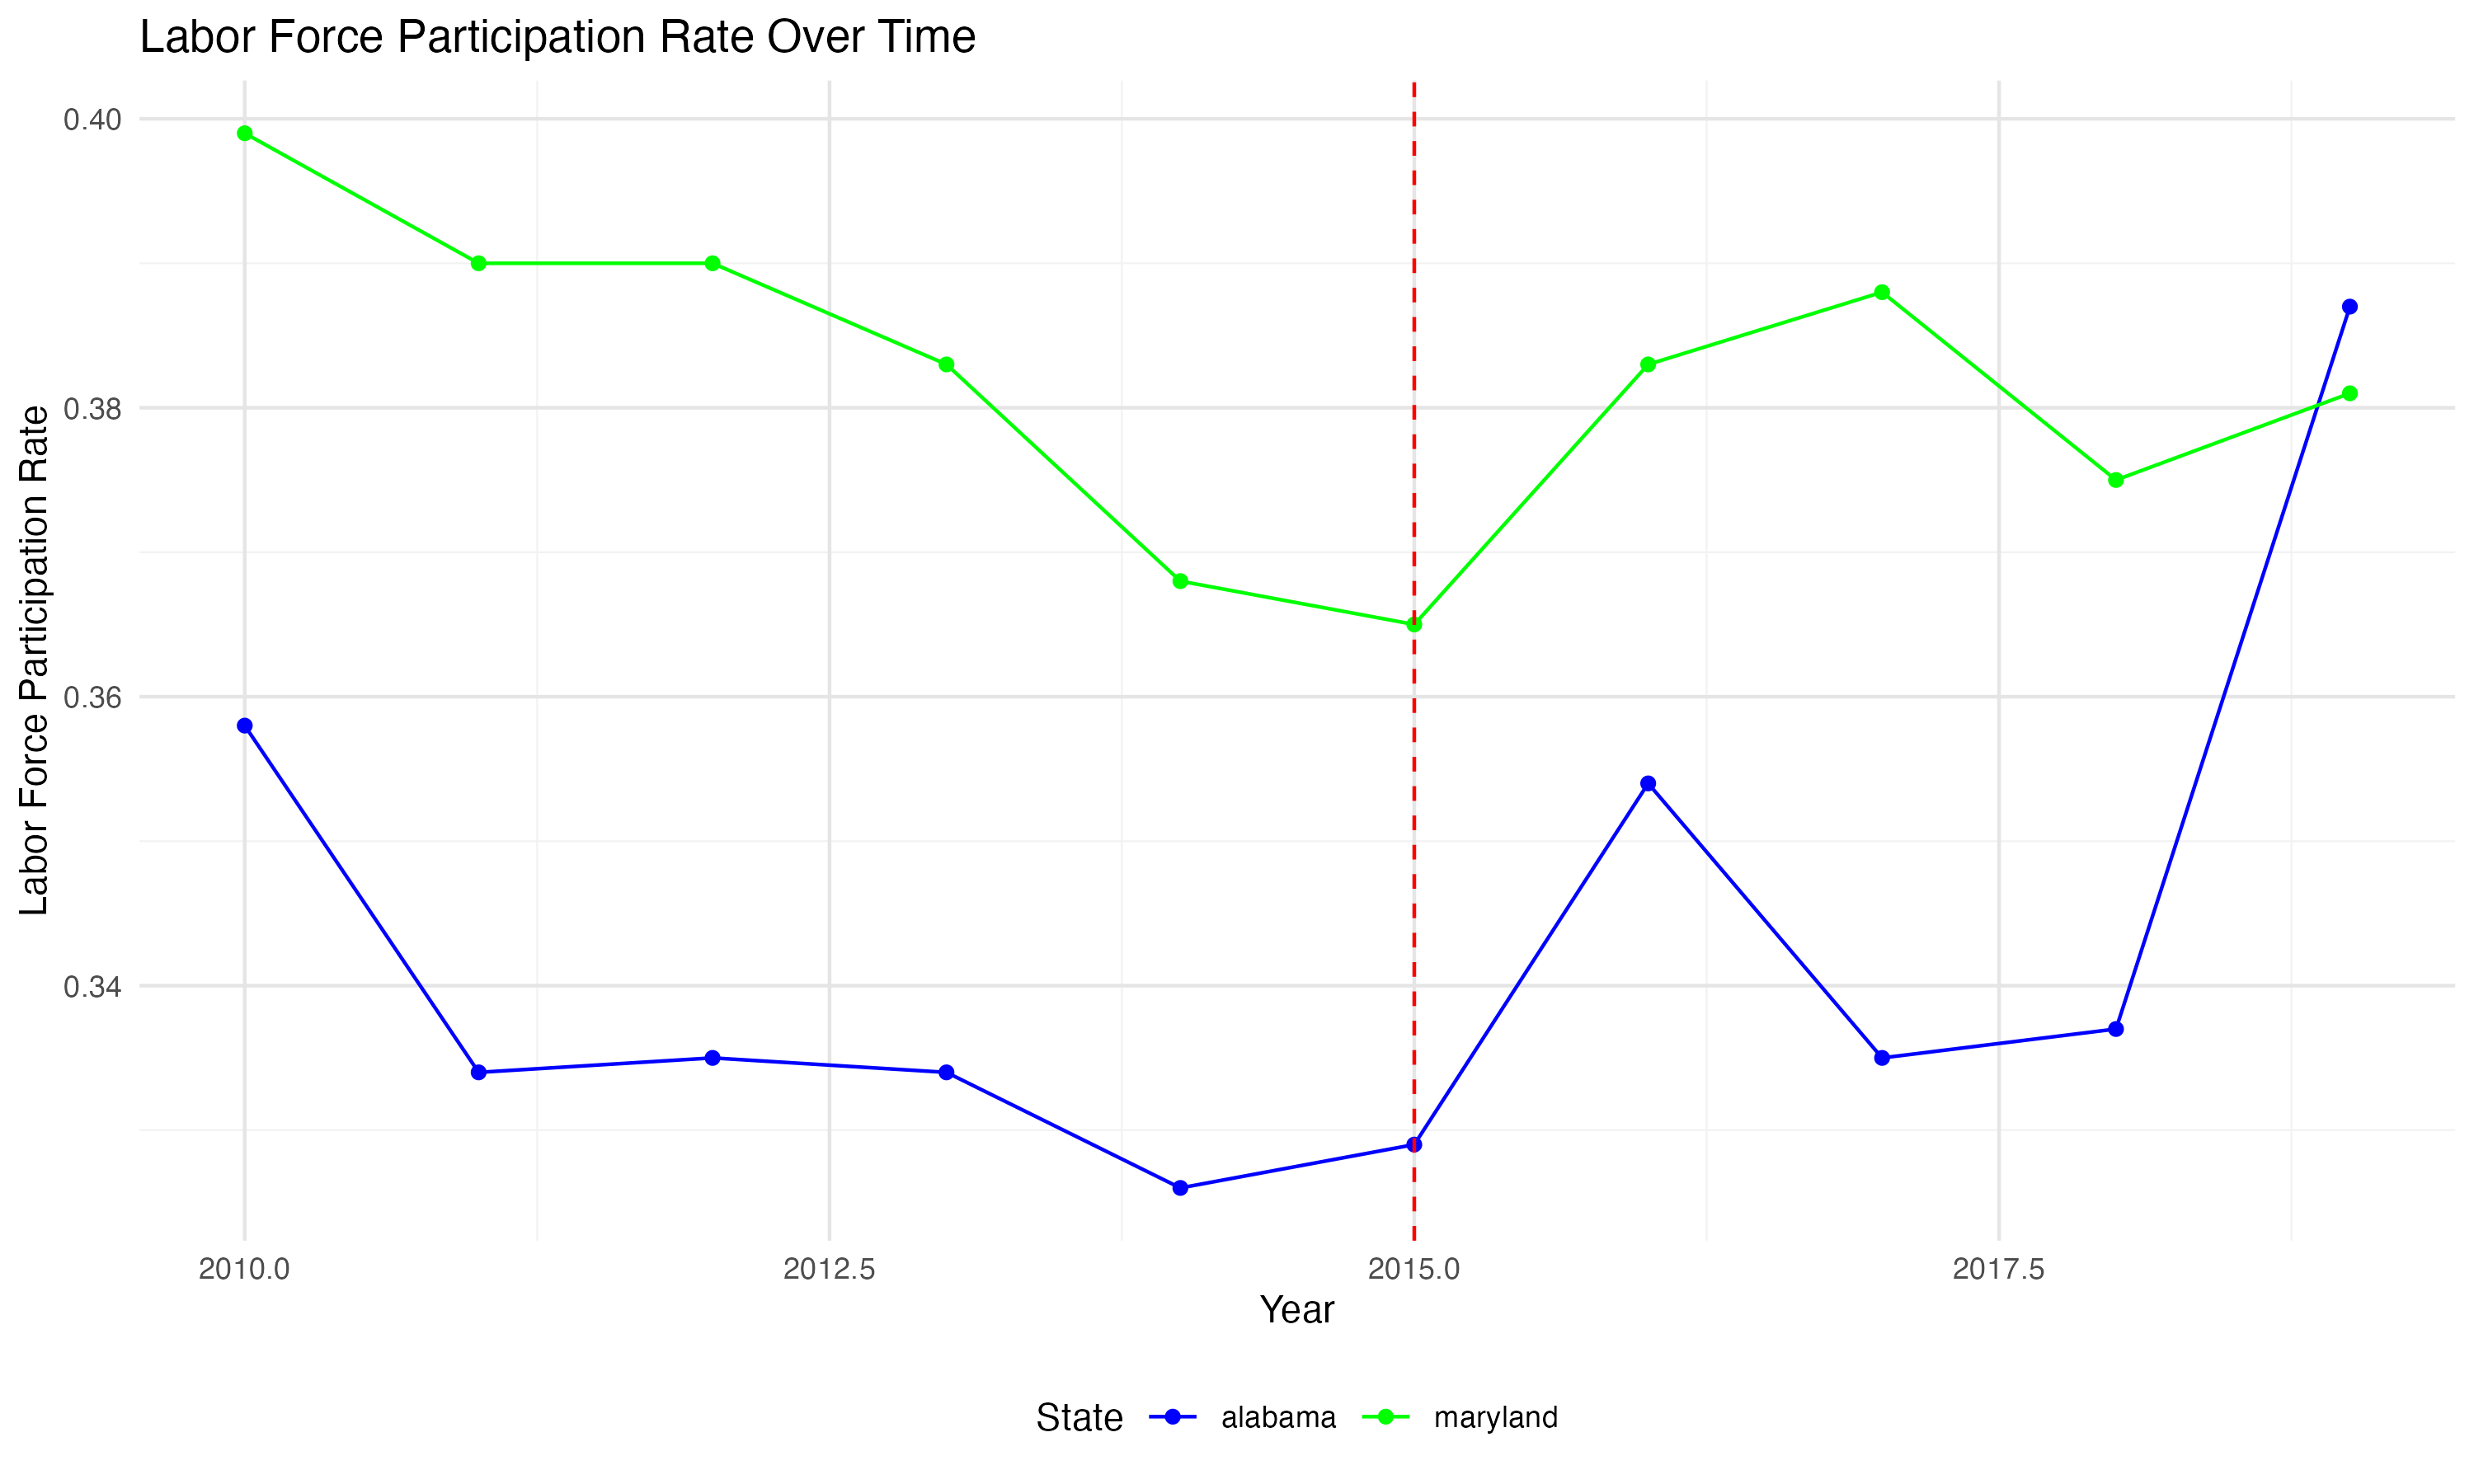 Labor Force Participation Rate Over Time
Labor Force Participation Rate
0.40
0.38
0.36
0.34
2010.0 2012.5 2015.0 2017.5
Year
State alabama maryland